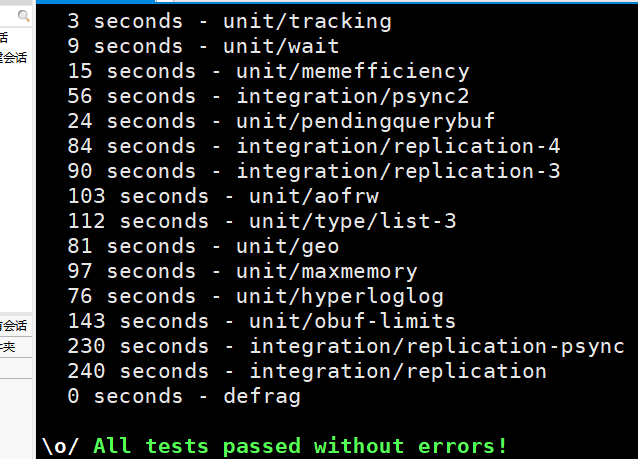 话
建会话
3 seconds - unit/tracking
9 seconds - unit/wait
15 seconds - unit/memefficiency
56 seconds - integration/psync2
24 seconds - unit/pendingquerybuf
84 seconds - integration/replication-4
90 seconds - integration/replication-3
103 seconds - unit/aofrw
112 seconds - unit/type/list-3
81 seconds - unit/geo
97 seconds - unit/maxmemory
76 seconds - unit/hyperloglog
143 seconds - unit/obuf-limits
230 seconds - integration/replication-psync
240 seconds - integration/replication
0 seconds - defrag
\o/ All tests passed without errors!
会话
夹